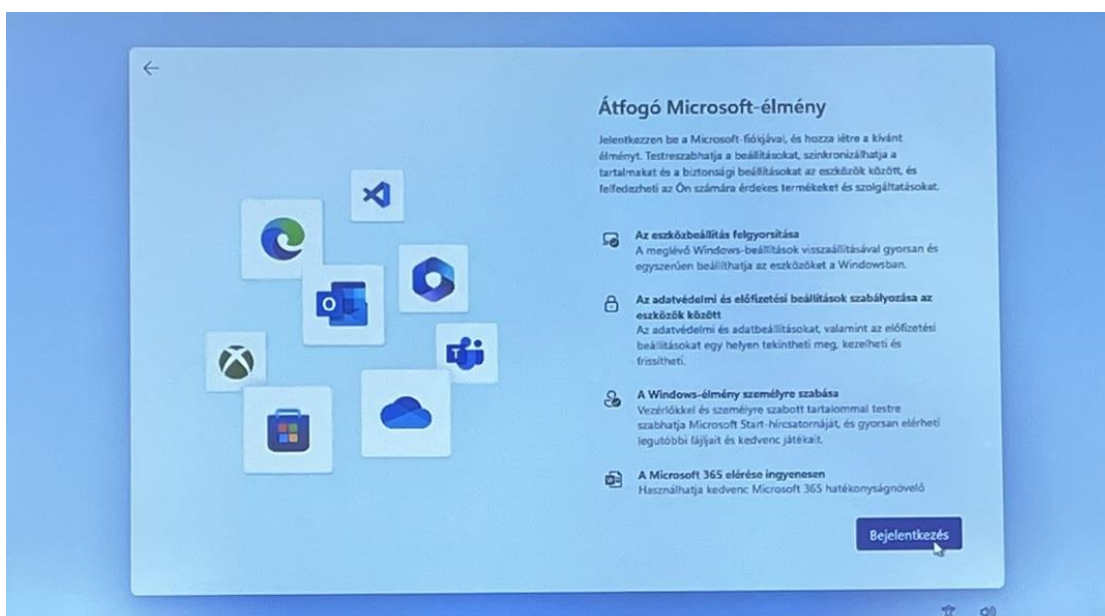 Átfogó Microsoft-élmény
Jelentkezzen be a Microsoft-fiókjával, és hozza létre a kívánt
élményt. Testreszabhatja a beállításokat, szinkronizálhatja a
tartalmakat és a biztonsági beállításokat az eszközök között, és
felfedezheti az Ön számára érdekes termékeket és szolgáltatásokat.
Az eszközbeállítás felgyorsítása
A meglévő Windows-beállítások visszaállításával gyorsan és
egyszerűen beállíthatja az eszközöket a Windowsban.
Az adatvédelmi és előfizetési beállítások szabályozása az
eszközök között
Az adatvédelmi és adatbeállításokat, valamint az előfizetési
beállításokat egy helyen tekintheti meg, kezelheti és
frissítheti.
A Windows-élmény személyre szabása
Vezérlőkkel és személyre szabott tartalommal testre
szabhatja Microsoft Start-hírcsatornáját, és gyorsan elérheti
legutóbbi fájljait és kedvenc játékait.
A Microsoft 365 elérése ingyenesen
Használhatja kedvenc Microsoft 365 hatékonyságnövelő
Bejelentkezés